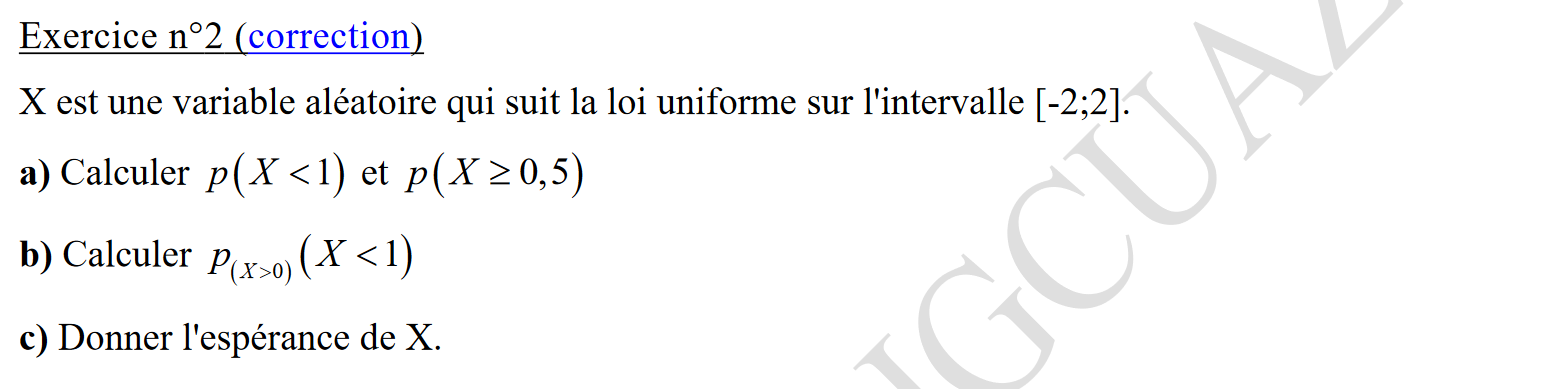 Exercice n°2 (correction)
X est une variable aléatoire qui suit la loi uniforme sur l'intervalle [-2;2].
a) Calculer p(X < 1) et p(X ≥ 0,5)
b) Calculer p_{(X>0)}(X < 1)
c) Donner l'espérance de X.